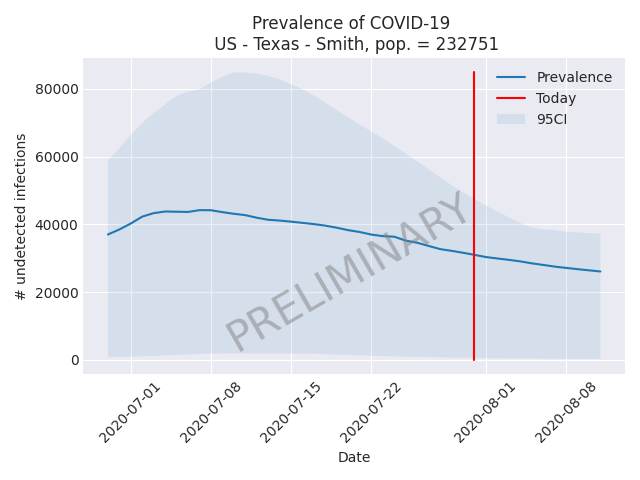 Prevalence of COVID-19
US - Texas - Smith, pop. = 232751
# undetected infections
80000
60000
40000
20000
0
Prevalence
Today
95CI
PRELIMINARY
2020-07-01
2020-07-08
2020-07-15
2020-07-22
2020-08-01
2020-08-08
Date